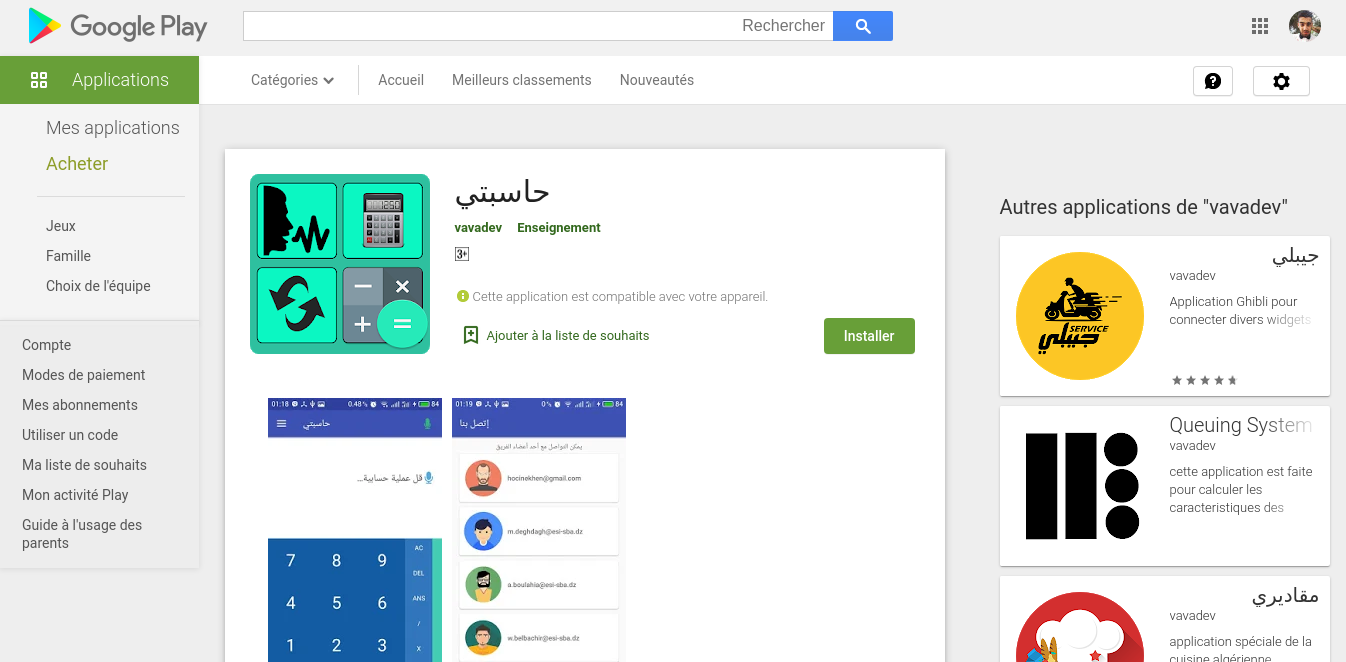 Google Play
Rechercher
Applications
Catégories
Accueil
Meilleurs classements
Nouveautés
Mes applications
Acheter
Jeux
Famille
Choix de l'équipe
Compte
Modes de paiement
Mes abonnements
Utiliser un code
Ma liste de souhaits
Mon activité Play
Guide à l'usage des
parents
حاسبتي
vavadev Enseignement
3+
Cette application est compatible avec votre appareil.
Ajouter à la liste de souhaits
Installer
01:18 0.48% 84
حاسبتي
قل عملية حسابية...
7 8 9
AC
DEL
4 5 6
ANS
/
1 2 3
x
01:19 0% 84
إتصل بنا
يمكن التواصل مع أحد أعضاء الفريق
hocinekhen@gmail.com
m.deghdagh@esi-sba.dz
a.boulahia@esi-sba.dz
w.belbachir@esi-sba.dz
Autres applications de "vavadev"
جيبلي
SERVICE
جيبلي
vavadev
Application Ghibli pour
connecter divers widgets
Queuing System
vavadev
cette application est faite
pour calculer les
caracteristiques des
مقاديري
vavadev
application spéciale de la
cuisine algérienne